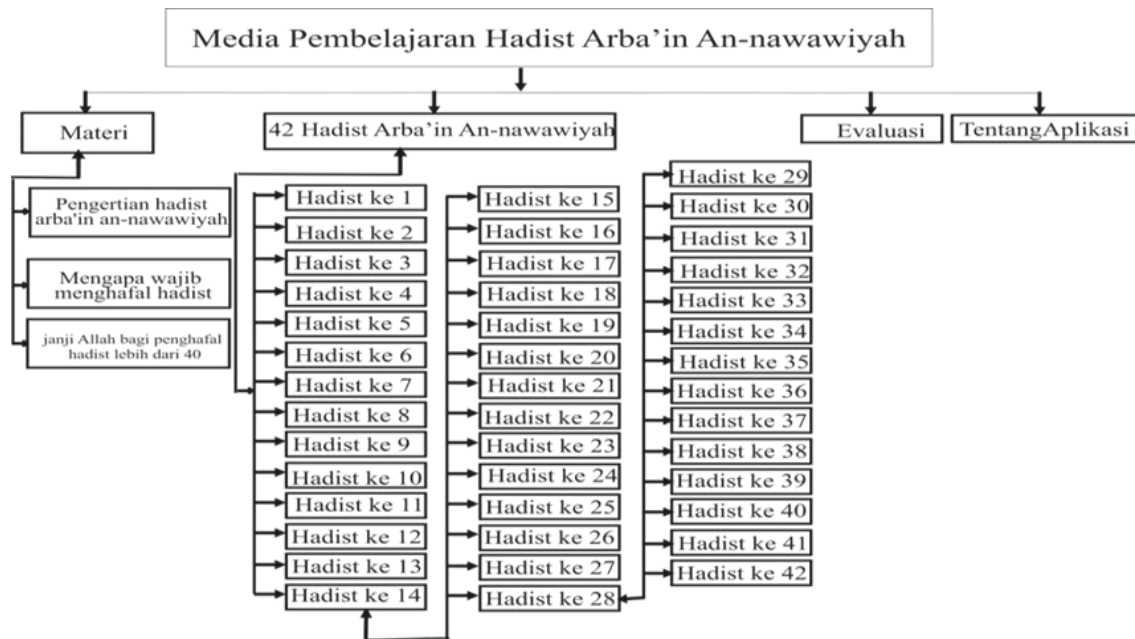 Media Pembelajaran Hadist Arba'in An-nawawiyah
Materi
42 Hadist Arba'in An-nawawiyah
Evaluasi
TentangAplikasi
Pengertian hadist
arba'in an-nawawiyah
Mengapa wajib
menghafal hadist
janji Allah bagi penghafal
hadist lebih dari 40
Hadist ke 1
Hadist ke 2
Hadist ke 3
Hadist ke 4
Hadist ke 5
Hadist ke 6
Hadist ke 7
Hadist ke 8
Hadist ke 9
Hadist ke 10
Hadist ke 11
Hadist ke 12
Hadist ke 13
Hadist ke 14
Hadist ke 15
Hadist ke 16
Hadist ke 17
Hadist ke 18
Hadist ke 19
Hadist ke 20
Hadist ke 21
Hadist ke 22
Hadist ke 23
Hadist ke 24
Hadist ke 25
Hadist ke 26
Hadist ke 27
Hadist ke 28
Hadist ke 29
Hadist ke 30
Hadist ke 31
Hadist ke 32
Hadist ke 33
Hadist ke 34
Hadist ke 35
Hadist ke 36
Hadist ke 37
Hadist ke 38
Hadist ke 39
Hadist ke 40
Hadist ke 41
Hadist ke 42